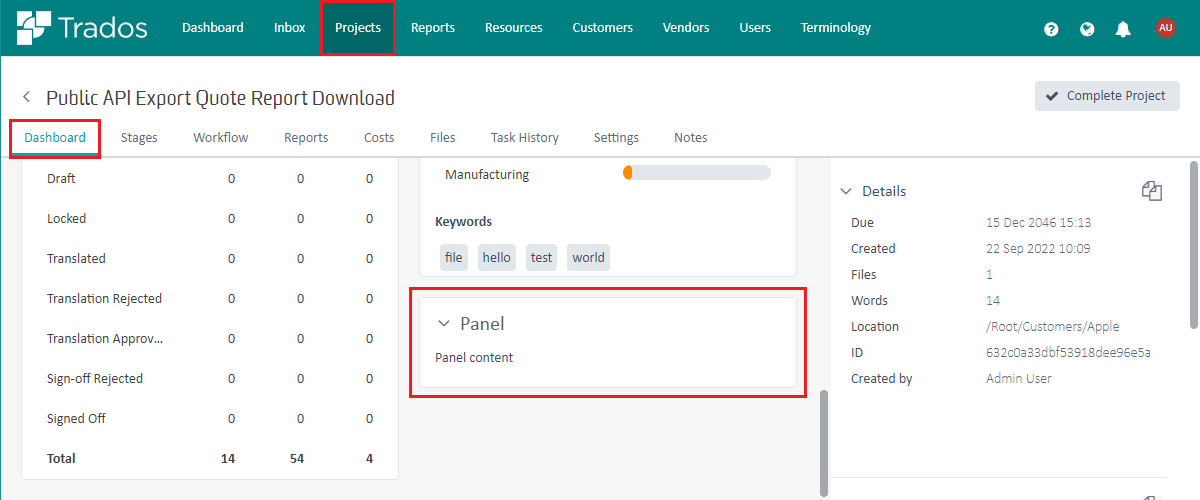 Trados Dashboard Inbox Projects Reports Resources Customers Vendors Users Terminology ? AU
Public API Export Quote Report Download Complete Project
Dashboard Stages Workflow Reports Costs Files Task History Settings Notes
Draft 0 0 0
Locked 0 0 0
Translated 0 0 0
Translation Rejected 0 0 0
Translation Approv... 0 0 0
Sign-off Rejected 0 0 0
Signed Off 0 0 0
Total 14 54 4
Manufacturing
Keywords
file hello test world
Panel
Panel content
Details
Due 15 Dec 2046 15:13
Created 22 Sep 2022 10:09
Files 1
Words 14
Location /Root/Customers/Apple
ID 632c0a33dbf53918dee96e5a
Created by Admin User